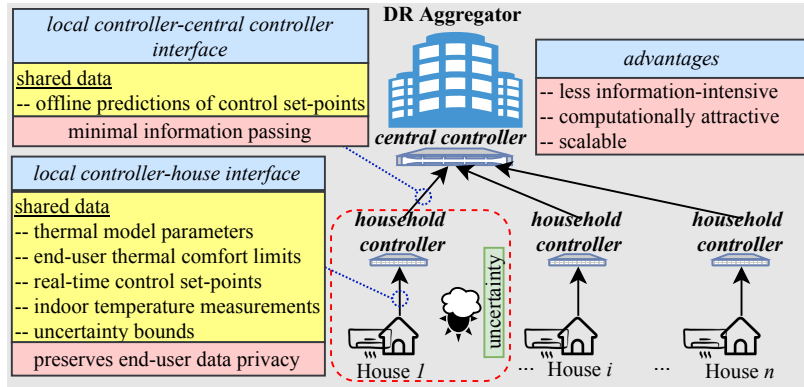 local controller-central controller
interface
shared data
-- offline predictions of control set-points
minimal information passing
DR Aggregator
central controller
advantages
-- less information-intensive
-- computationally attractive
-- scalable
local controller-house interface
shared data
-- thermal model parameters
-- end-user thermal comfort limits
-- real-time control set-points
-- indoor temperature measurements
-- uncertainty bounds
preserves end-user data privacy
household
controller
household
controller
household
controller
uncertainty
House 1
... House i
... House n